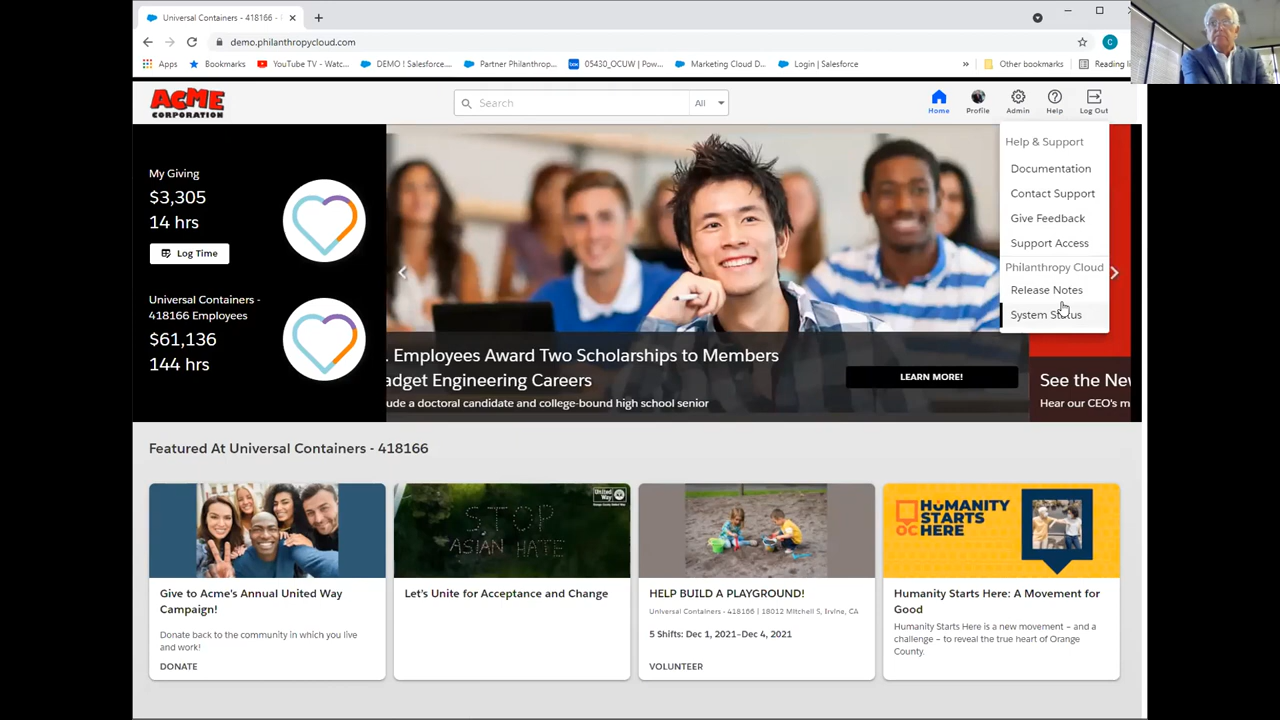 Universal Containers - 418166 -
demo.philanthropycloud.com
C
Apps
Bookmarks
YouTube TV - Watc...
DEMO ! Salesforce....
Partner Philanthrop...
box
05430_OCUW | Pow...
Marketing Cloud D...
Login | Salesforce
»
Other bookmarks
Reading li
ACME
CORPORATION
Search
All
Home
Profile
Admin
Help
Log Out
Help & Support
Documentation
Contact Support
Give Feedback
Support Access
Philanthropy Cloud
Release Notes
System Status
My Giving
$3,305
14 hrs
Log Time
Universal Containers -
418166 Employees
$61,136
144 hrs
. Employees Award Two Scholarships to Members
adget Engineering Careers
ude a doctoral candidate and college-bound high school senior
LEARN MORE!
See the New
Hear our CEO's m
Featured At Universal Containers - 418166
Give to Acme's Annual United Way
Campaign!
Donate back to the community in which you live
and work!
DONATE
United
Way
STOP
ASIAN HATE
Let's Unite for Acceptance and Change
HELP BUILD A PLAYGROUND!
Universal Containers - 418166 | 18012 Mitchell S, Irvine, CA
5 Shifts: Dec 1, 2021–Dec 4, 2021
VOLUNTEER
HUMANITY
STARTS
HERE
OC
Humanity Starts Here: A Movement for
Good
Humanity Starts Here is a new movement – and a
challenge – to reveal the true heart of Orange
County.